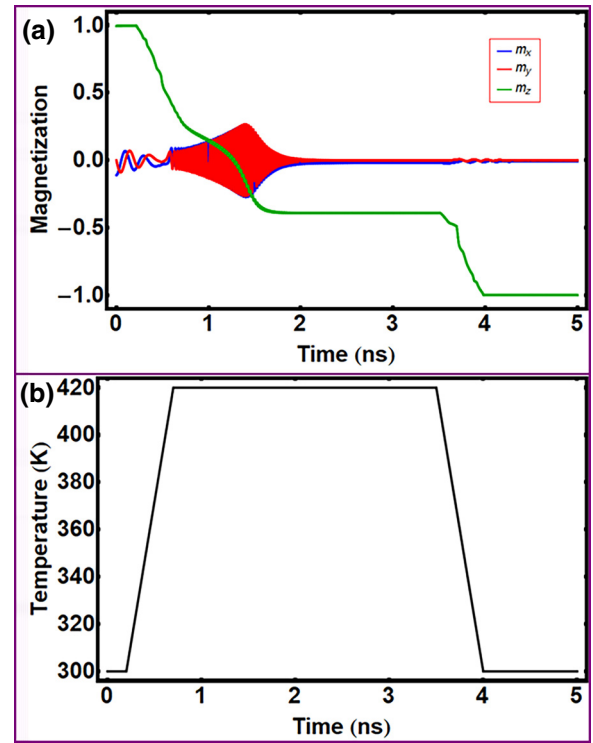 (a)
1.0
0.5
0.0
−0.5
−1.0
Magnetization
mx
my
mz
0 1 2 3 4 5
Time (ns)
(b)
420
400
380
360
340
320
300
Temperature (K)
0 1 2 3 4 5
Time (ns)